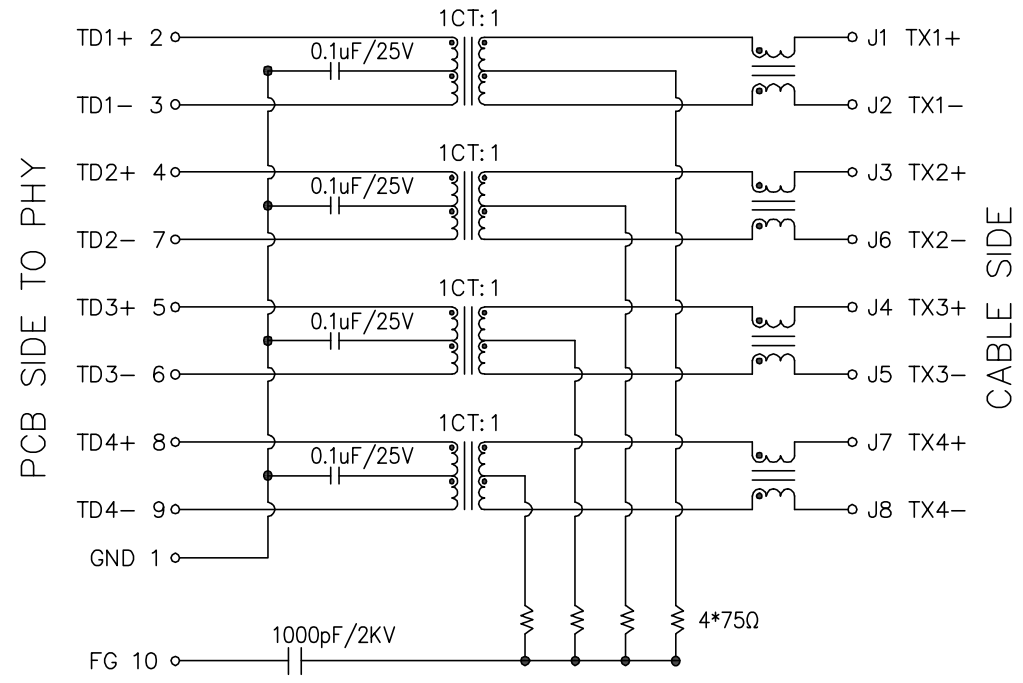 1CT:1
TD1+ 2
0.1uF/25V
J1 TX1+
TD1− 3
J2 TX1−
1CT:1
TD2+ 4
0.1uF/25V
J3 TX2+
TD2− 7
J6 TX2−
1CT:1
TD3+ 5
0.1uF/25V
J4 TX3+
TD3− 6
J5 TX3−
1CT:1
TD4+ 8
0.1uF/25V
J7 TX4+
TD4− 9
J8 TX4−
GND 1
4*75Ω
1000pF/2KV
FG 10
PCB SIDE TO PHY
CABLE SIDE